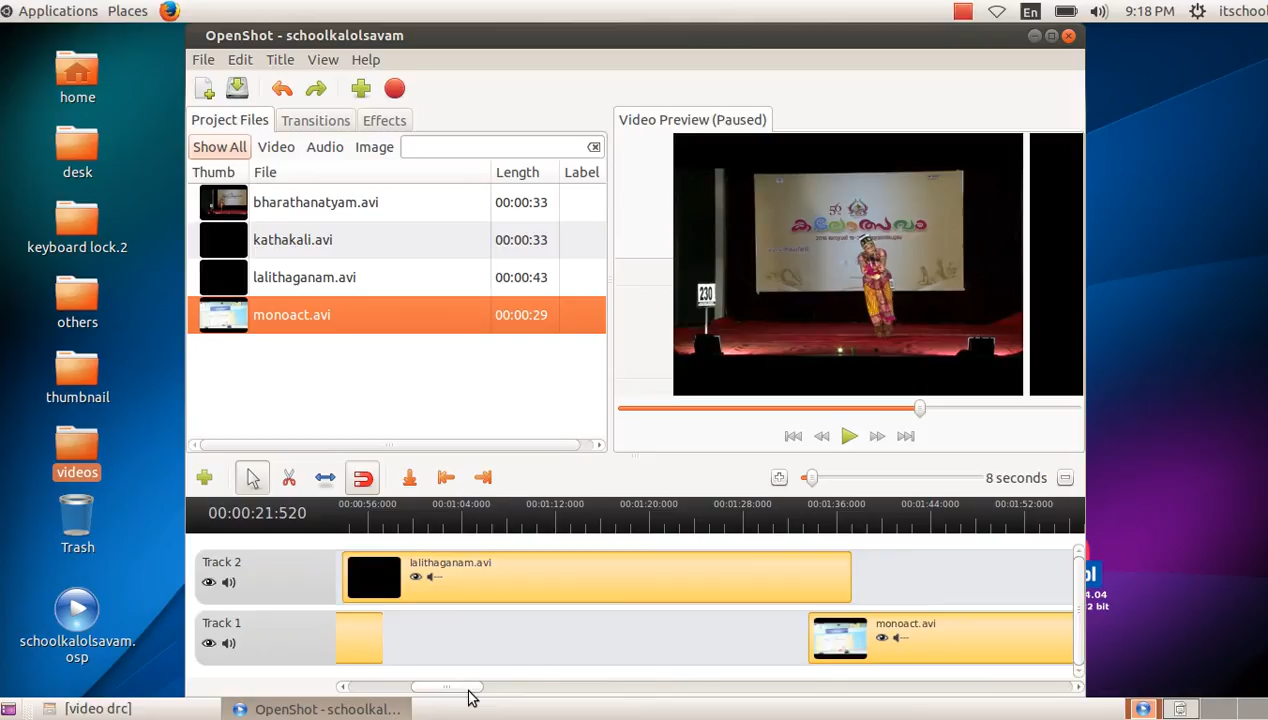 Applications Places
En 9:18 PM itschool
OpenShot - schoolkalolsavam
File Edit Title View Help
Project Files Transitions Effects
Video Preview (Paused)
Show All Video Audio Image
Thumb File Length Label
bharathanatyam.avi 00:00:33
kathakali.avi 00:00:33
lalithaganam.avi 00:00:43
monoact.avi 00:00:29
കലോത്സവം
230
8 seconds
00:00:21:520
00:00:56:000 00:01:04:000 00:01:12:000 00:01:20:000 00:01:28:000 00:01:36:000 00:01:44:000 00:01:52:000
Track 2
lalithaganam.avi
Track 1
monoact.avi
home
desk
keyboard lock.2
others
thumbnail
videos
Trash
schoolkalolsavam.
osp
[video drc] OpenShot - schoolkal...